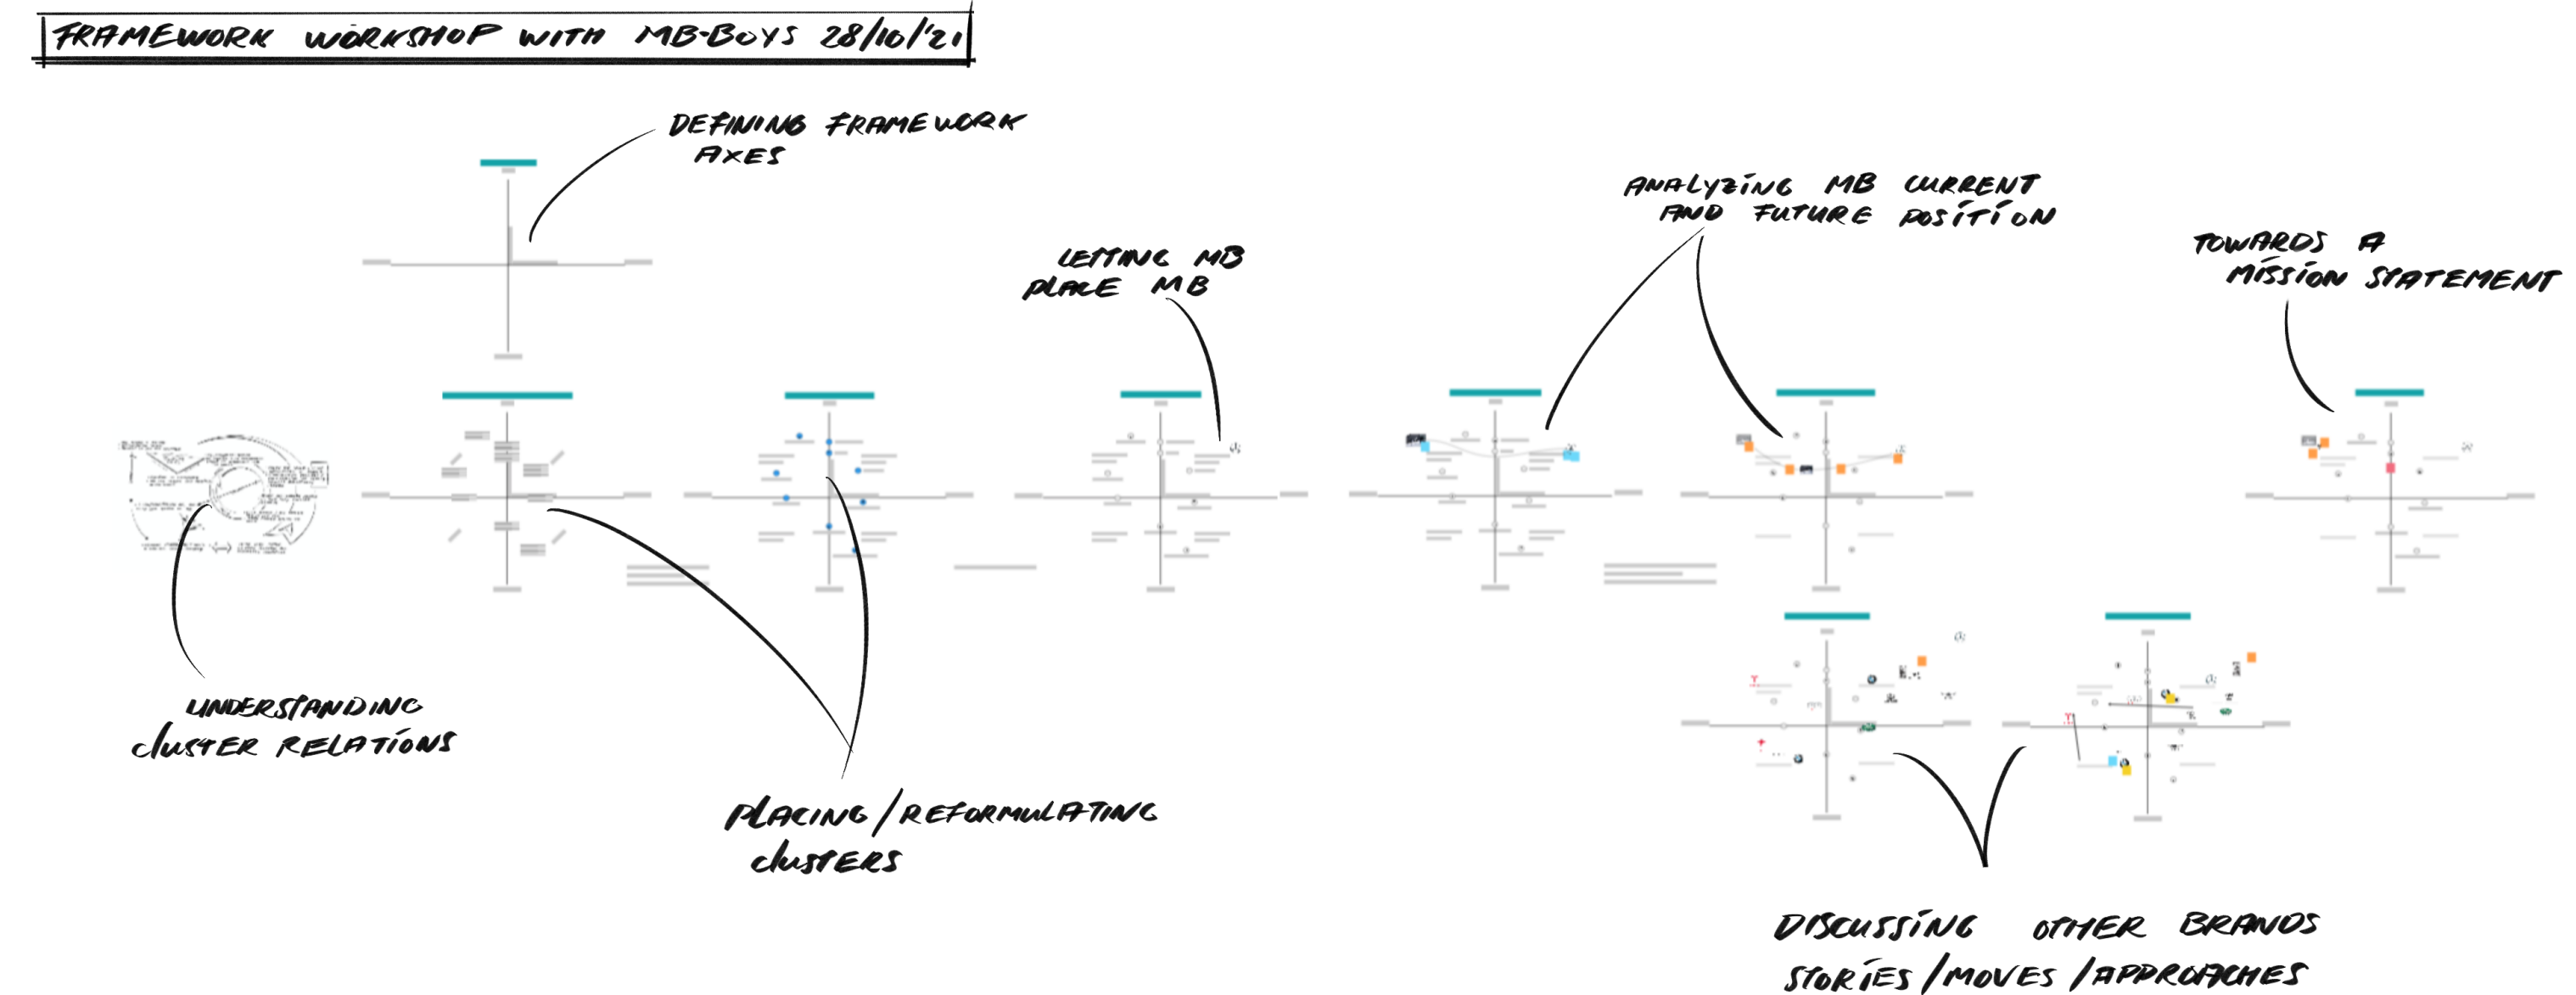 FRAMEWORK WORKSHOP WITH MB-BOYS 28/10/'21
DEFINING FRAMEWORK
AXES
LETTING MB
PLACE MB
ANALYZING MB CURRENT
AND FUTURE POSITION
TOWARDS A
MISSION STATEMENT
UNDERSTANDING
CLUSTER RELATIONS
PLACING/REFORMULATING
CLUSTERS
DISCUSSING OTHER BRANDS
STORIES/MOVES/APPROACHES